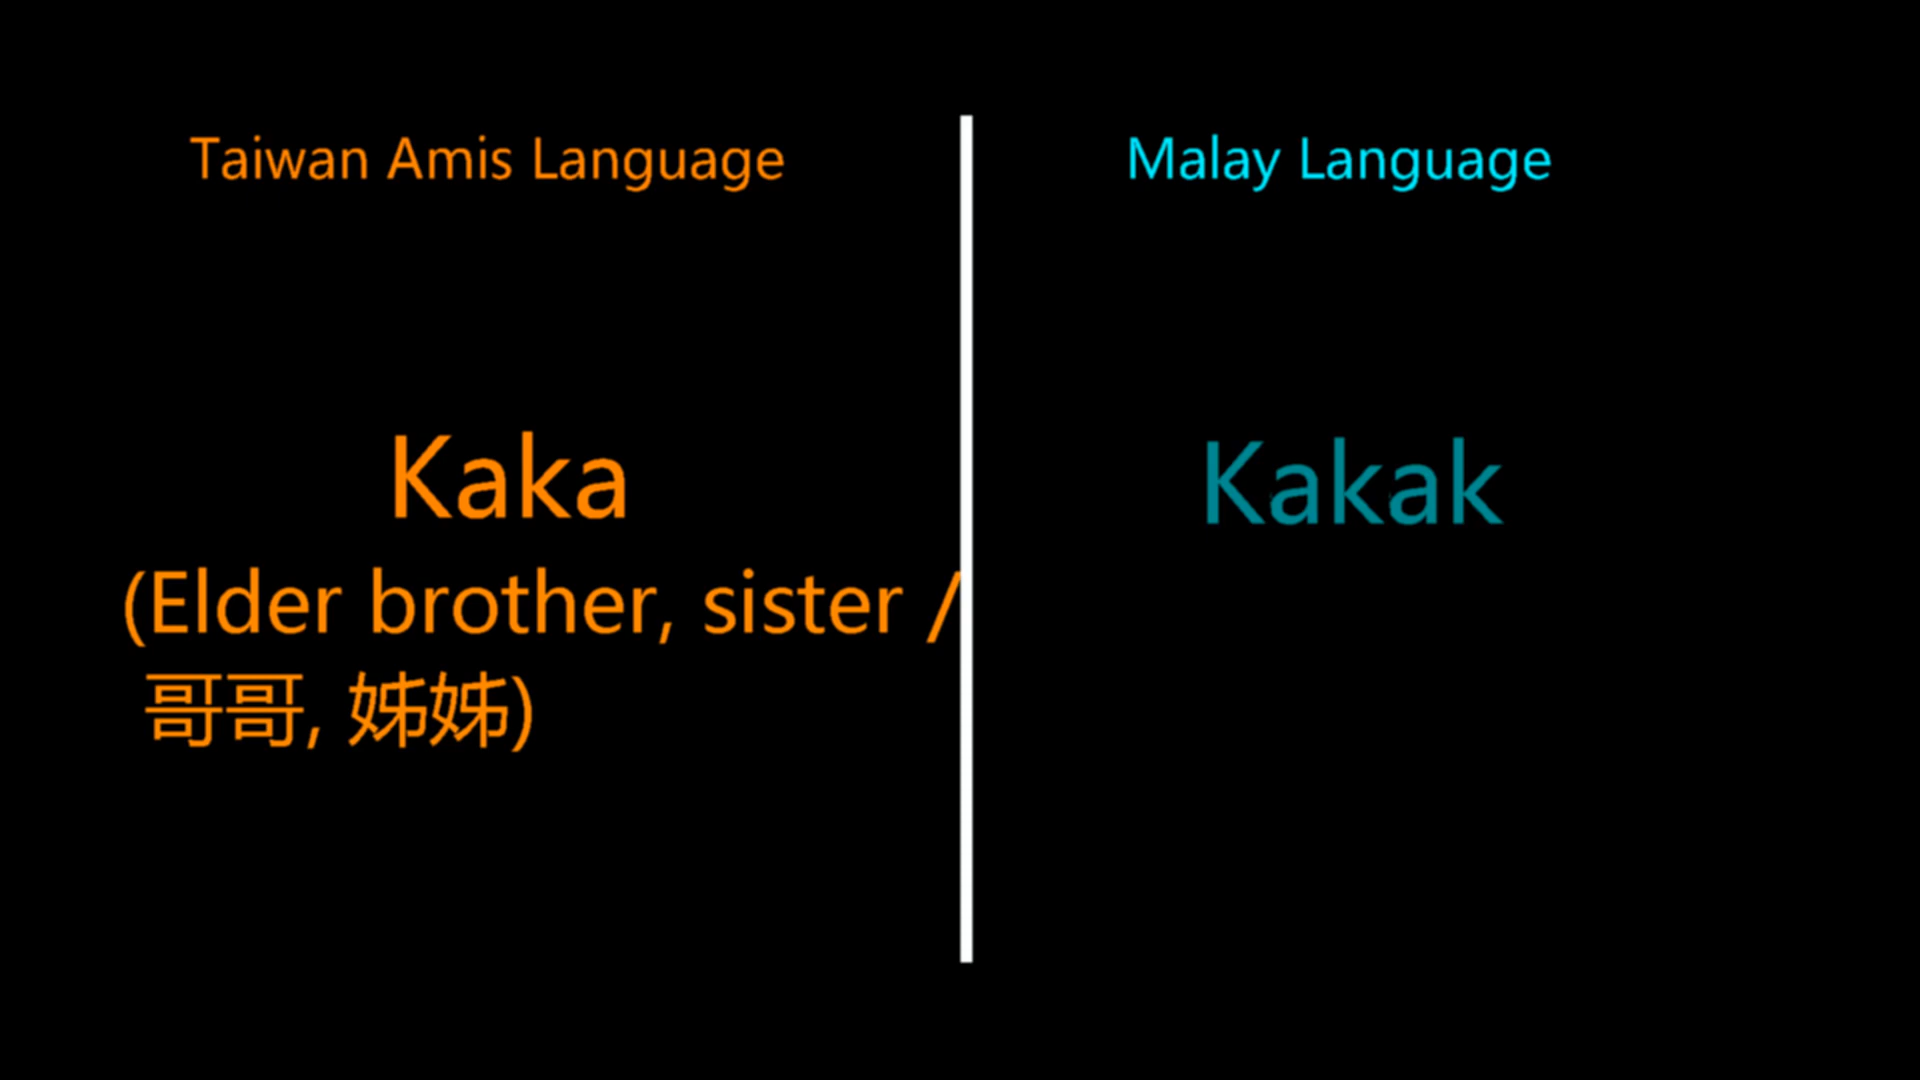 Taiwan Amis Language
Kaka
(Elder brother, sister /
哥哥, 姊姊)
Malay Language
Kakak